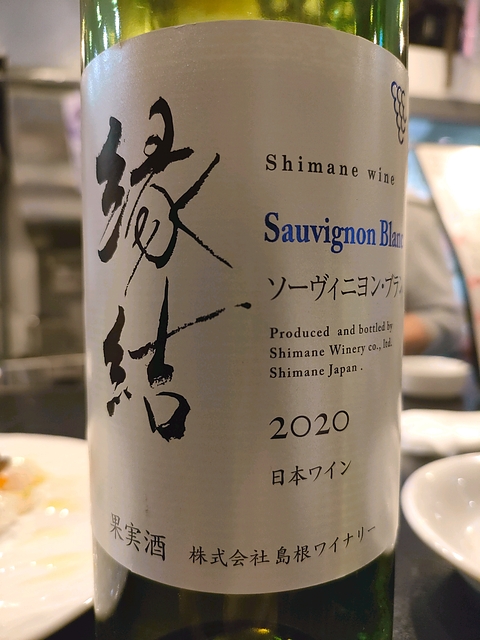 縁結
Shimane wine
Sauvignon Blanc
ソーヴィニヨン・ブラン
Produced and bottled by
Shimane Winery co., ltd.
Shimane Japan .
2020
日本ワイン
果実酒
株式会社 島根ワイナリー